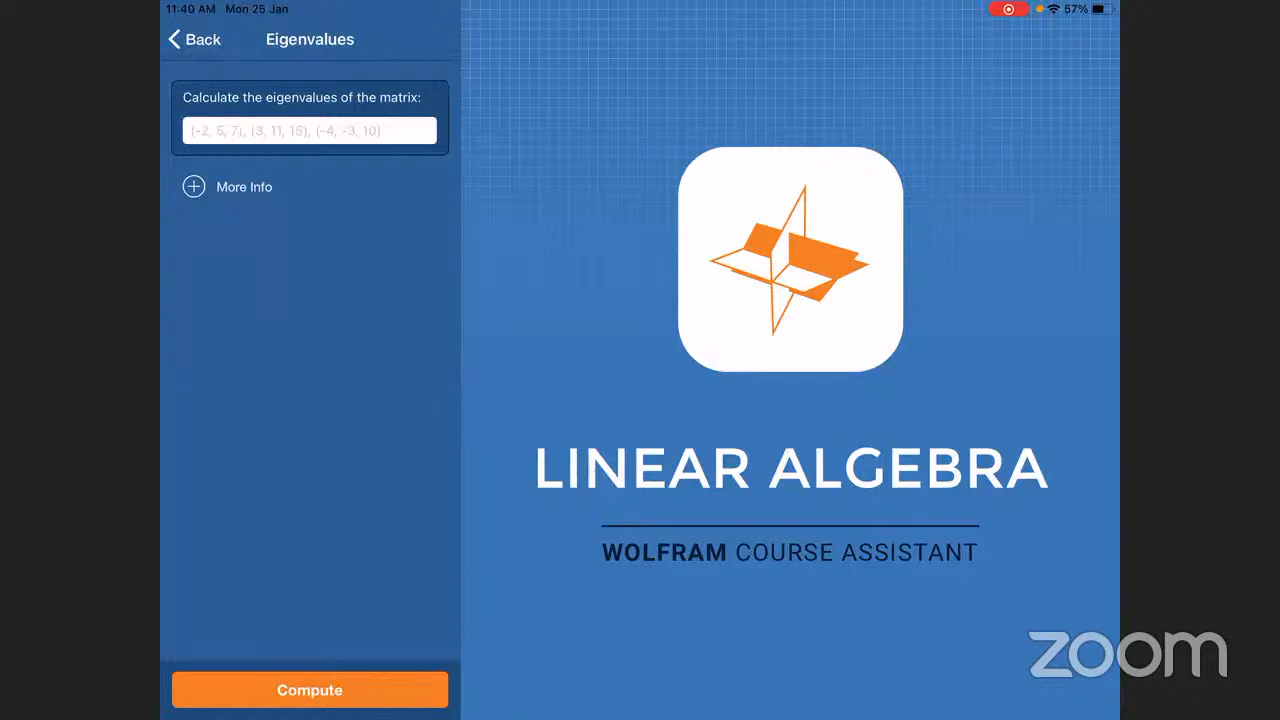 11:40 AM Mon 25 Jan
57%
Back
Eigenvalues
Calculate the eigenvalues of the matrix:
(-2, 5, 7), (3, 11, 15), (-4, -3, 10)
More Info
Compute
LINEAR ALGEBRA
WOLFRAM COURSE ASSISTANT
zoom